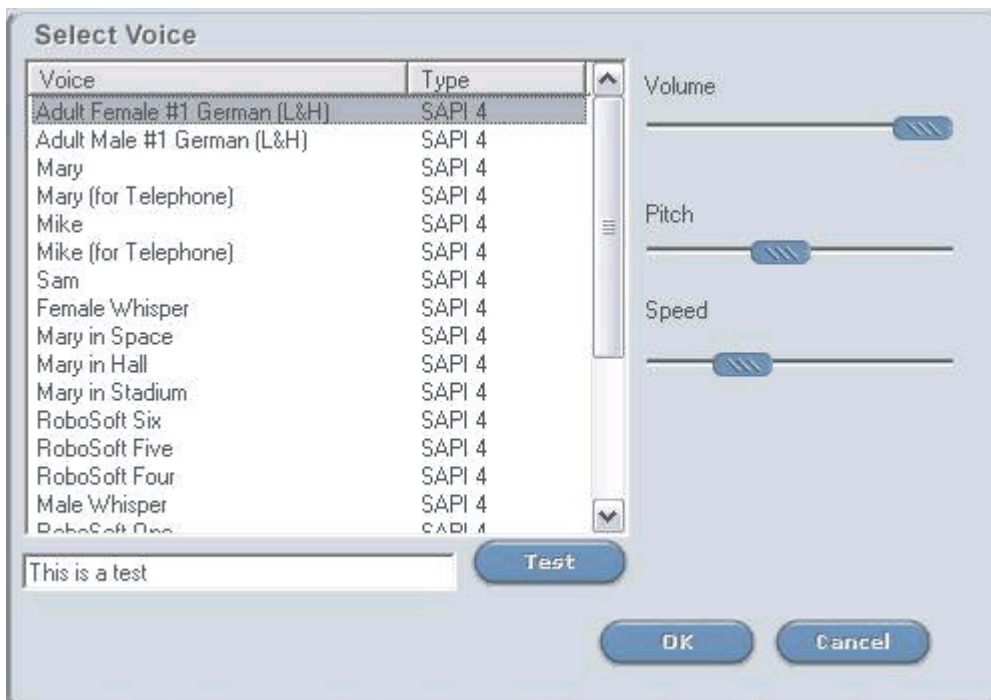 Select Voice
Voice Type
Adult Female #1 German (L&H) SAPI 4
Adult Male #1 German (L&H) SAPI 4
Mary SAPI 4
Mary (for Telephone) SAPI 4
Mike SAPI 4
Mike (for Telephone) SAPI 4
Sam SAPI 4
Female Whisper SAPI 4
Mary in Space SAPI 4
Mary in Hall SAPI 4
Mary in Stadium SAPI 4
RoboSoft Six SAPI 4
RoboSoft Five SAPI 4
RoboSoft Four SAPI 4
Male Whisper SAPI 4
RoboSoft One SAPI 4
This is a test
Test
Volume
Pitch
Speed
OK
Cancel